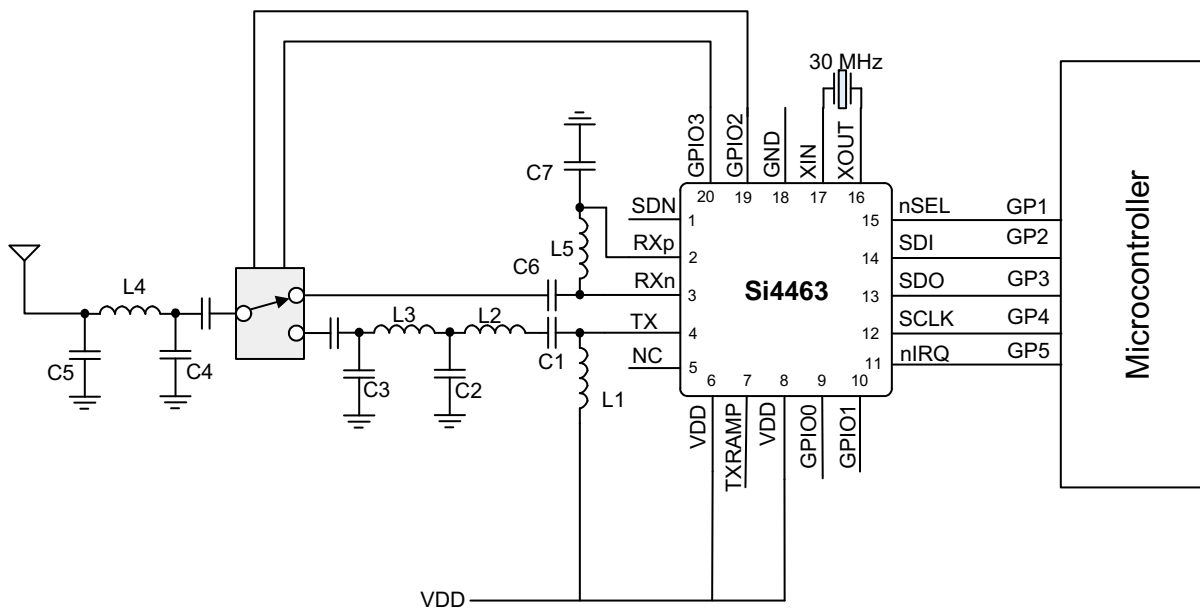 30 MHz
GPIO3
GPIO2
GND
XIN
XOUT
20
19
18
17
16
C7
SDN
1
RXp
2
L5
C6
RXn
3
TX
4
NC
5
Si4463
15
nSEL
GP1
14
SDI
GP2
13
SDO
GP3
12
SCLK
GP4
11
nIRQ
GP5
Microcontroller
L4
C5
C4
L3
L2
C1
C3
C2
L1
6
7
8
9
10
VDD
TXRAMP
VDD
GPIO0
GPIO1
VDD